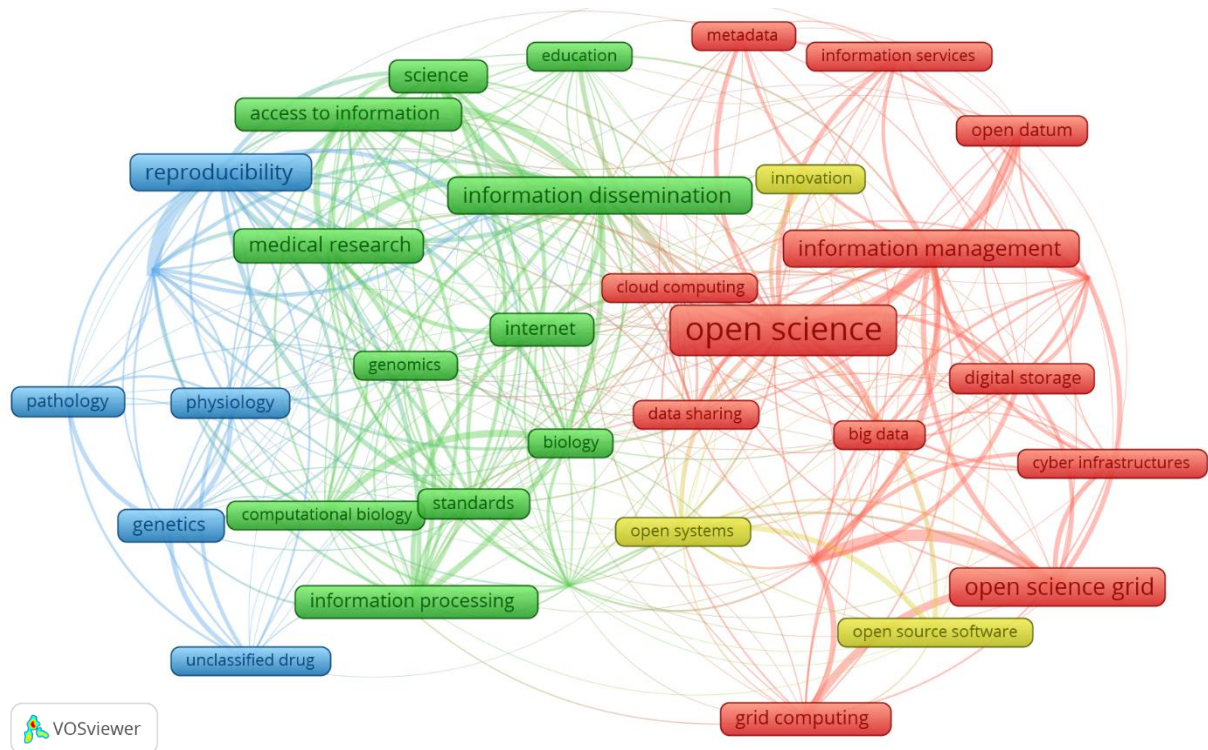 metadata
education
information services
science
access to information
open datum
reproducibility
innovation
information dissemination
medical research
information management
cloud computing
open science
internet
genomics
digital storage
pathology
physiology
data sharing
big data
biology
cyber infrastructures
standards
computational biology
genetics
open systems
open science grid
information processing
open source software
unclassified drug
grid computing
VOSviewer